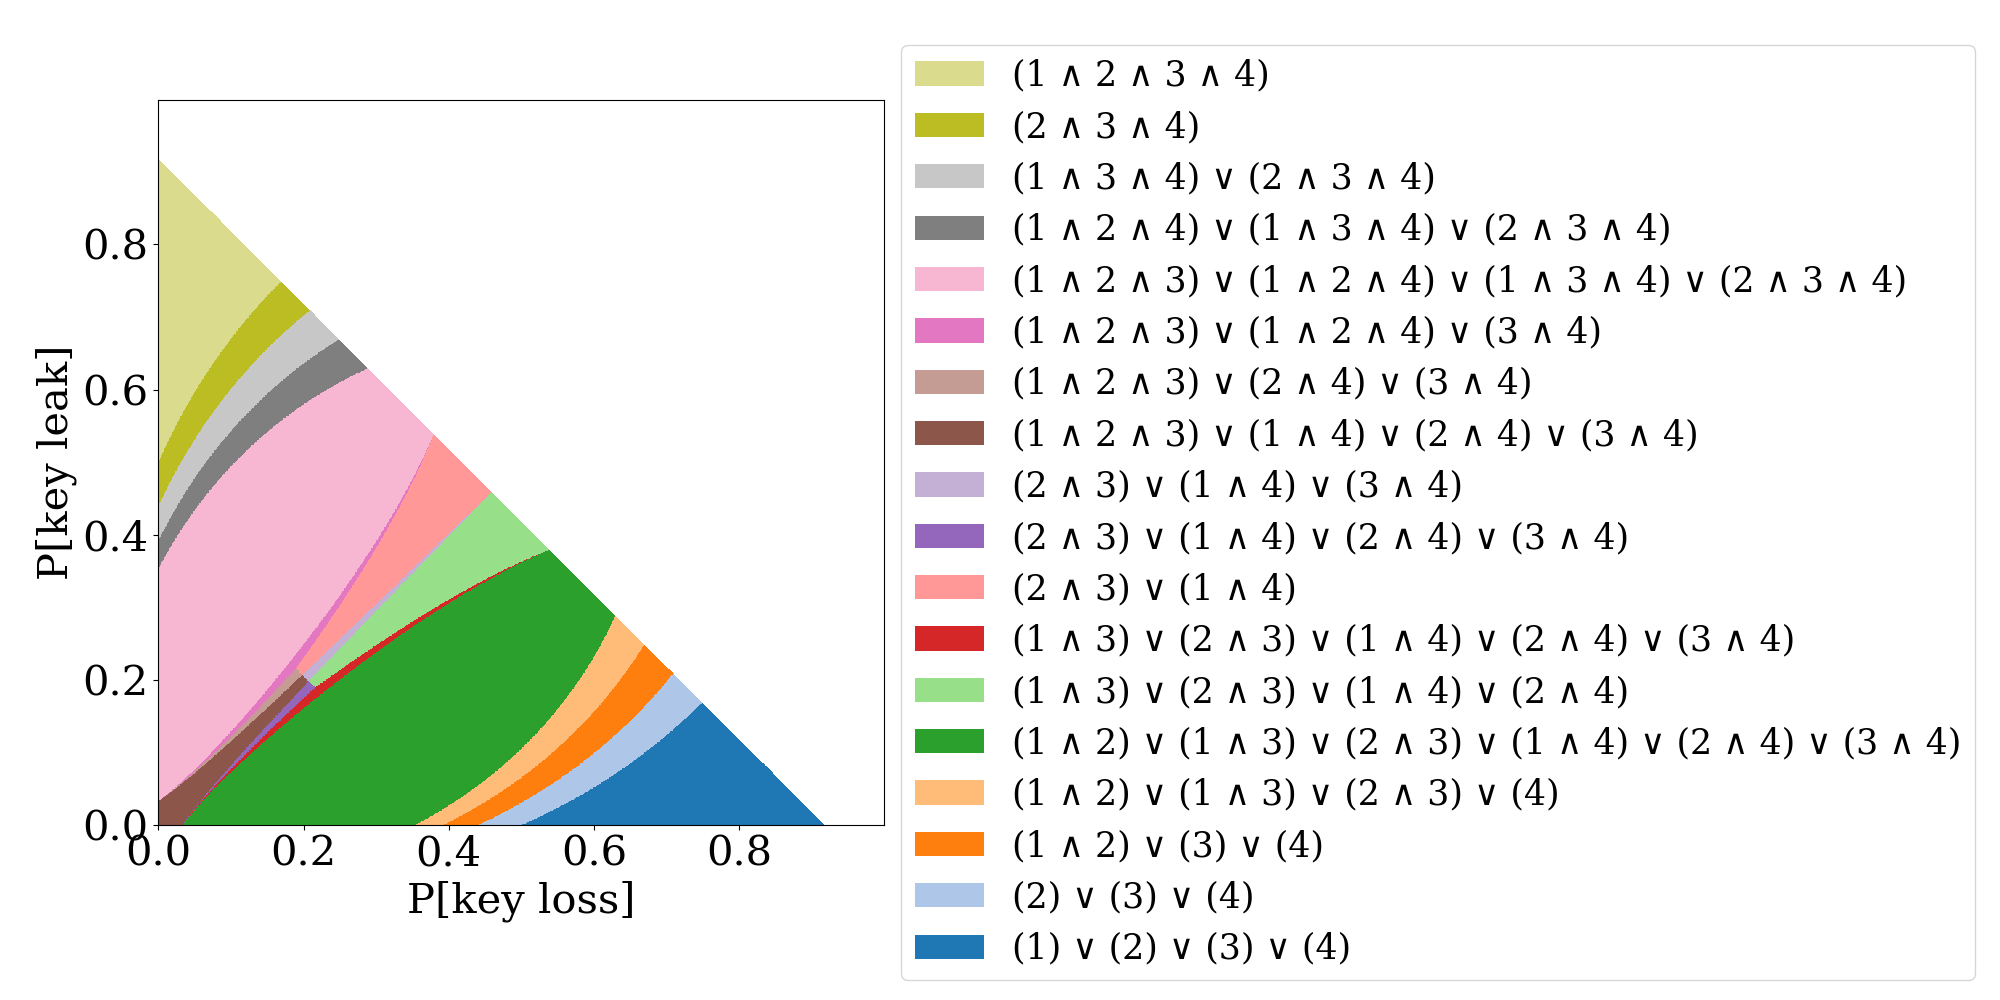 P[key leak]
0.8
0.6
0.4
0.2
0.0
0.0 0.2 0.4 0.6 0.8
P[key loss]
(1 ∧ 2 ∧ 3 ∧ 4)
(2 ∧ 3 ∧ 4)
(1 ∧ 3 ∧ 4) ∨ (2 ∧ 3 ∧ 4)
(1 ∧ 2 ∧ 4) ∨ (1 ∧ 3 ∧ 4) ∨ (2 ∧ 3 ∧ 4)
(1 ∧ 2 ∧ 3) ∨ (1 ∧ 2 ∧ 4) ∨ (1 ∧ 3 ∧ 4) ∨ (2 ∧ 3 ∧ 4)
(1 ∧ 2 ∧ 3) ∨ (1 ∧ 2 ∧ 4) ∨ (3 ∧ 4)
(1 ∧ 2 ∧ 3) ∨ (2 ∧ 4) ∨ (3 ∧ 4)
(1 ∧ 2 ∧ 3) ∨ (1 ∧ 4) ∨ (2 ∧ 4) ∨ (3 ∧ 4)
(2 ∧ 3) ∨ (1 ∧ 4) ∨ (3 ∧ 4)
(2 ∧ 3) ∨ (1 ∧ 4) ∨ (2 ∧ 4) ∨ (3 ∧ 4)
(2 ∧ 3) ∨ (1 ∧ 4)
(1 ∧ 3) ∨ (2 ∧ 3) ∨ (1 ∧ 4) ∨ (2 ∧ 4) ∨ (3 ∧ 4)
(1 ∧ 3) ∨ (2 ∧ 3) ∨ (1 ∧ 4) ∨ (2 ∧ 4)
(1 ∧ 2) ∨ (1 ∧ 3) ∨ (2 ∧ 3) ∨ (1 ∧ 4) ∨ (2 ∧ 4) ∨ (3 ∧ 4)
(1 ∧ 2) ∨ (1 ∧ 3) ∨ (2 ∧ 3) ∨ (4)
(1 ∧ 2) ∨ (3) ∨ (4)
(2) ∨ (3) ∨ (4)
(1) ∨ (2) ∨ (3) ∨ (4)